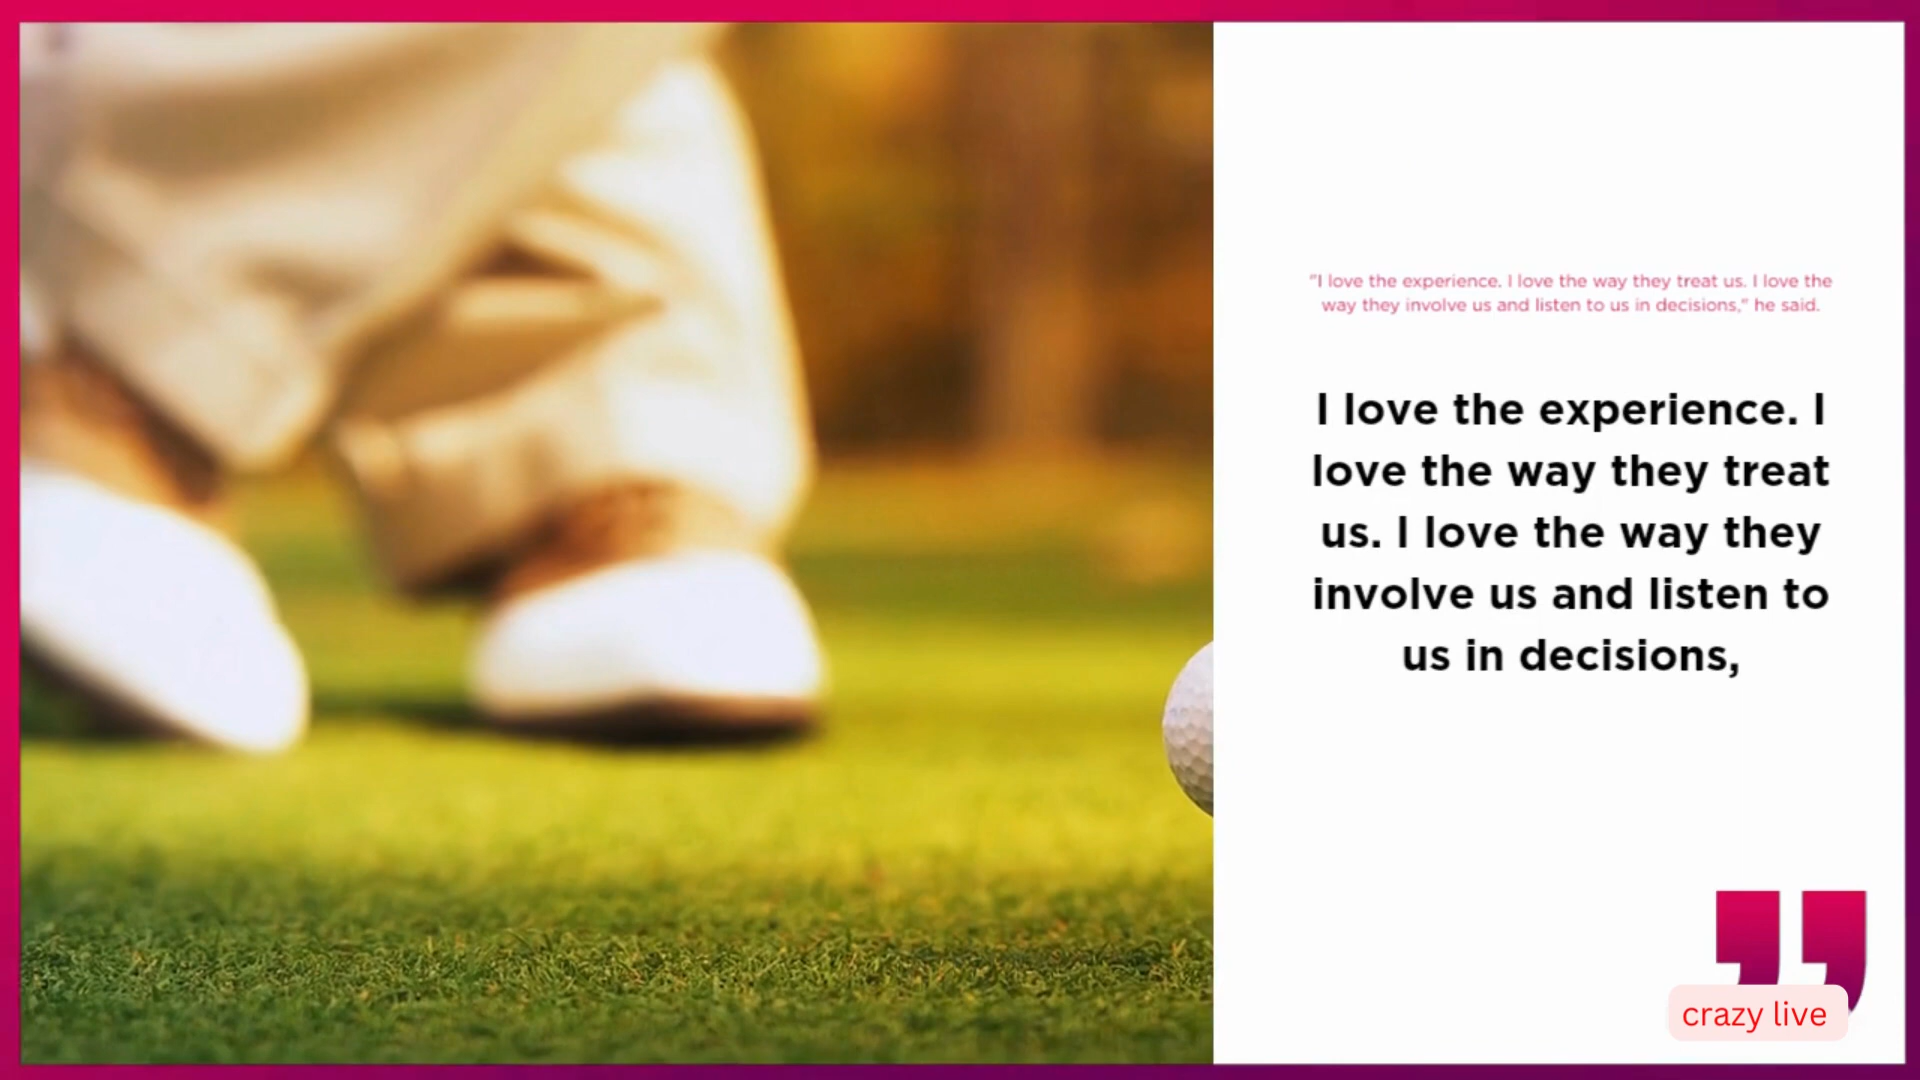 "I love the experience. I love the way they treat us. I love the
way they involve us and listen to us in decisions," he said.
I love the experience. I
love the way they treat
us. I love the way they
involve us and listen to
us in decisions,
crazy live